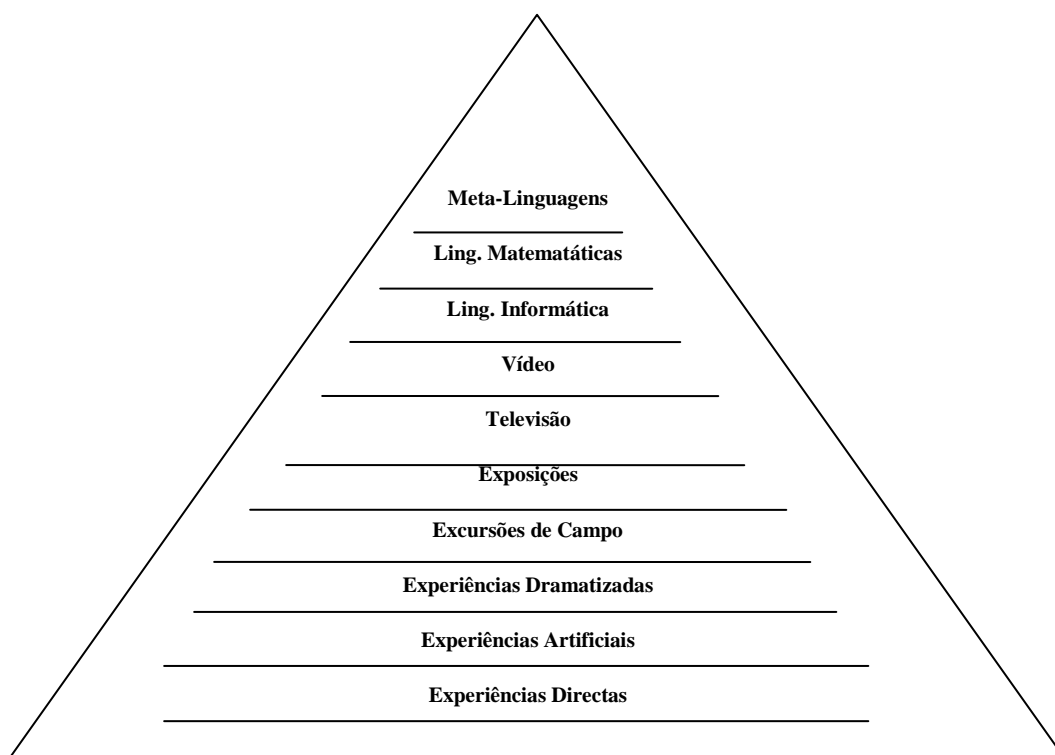 Meta-Linguagens
Ling. Matematáticas
Ling. Informática
Vídeo
Televisão
Exposições
Excursões de Campo
Experiências Dramatizadas
Experiências Artificiais
Experiências Directas